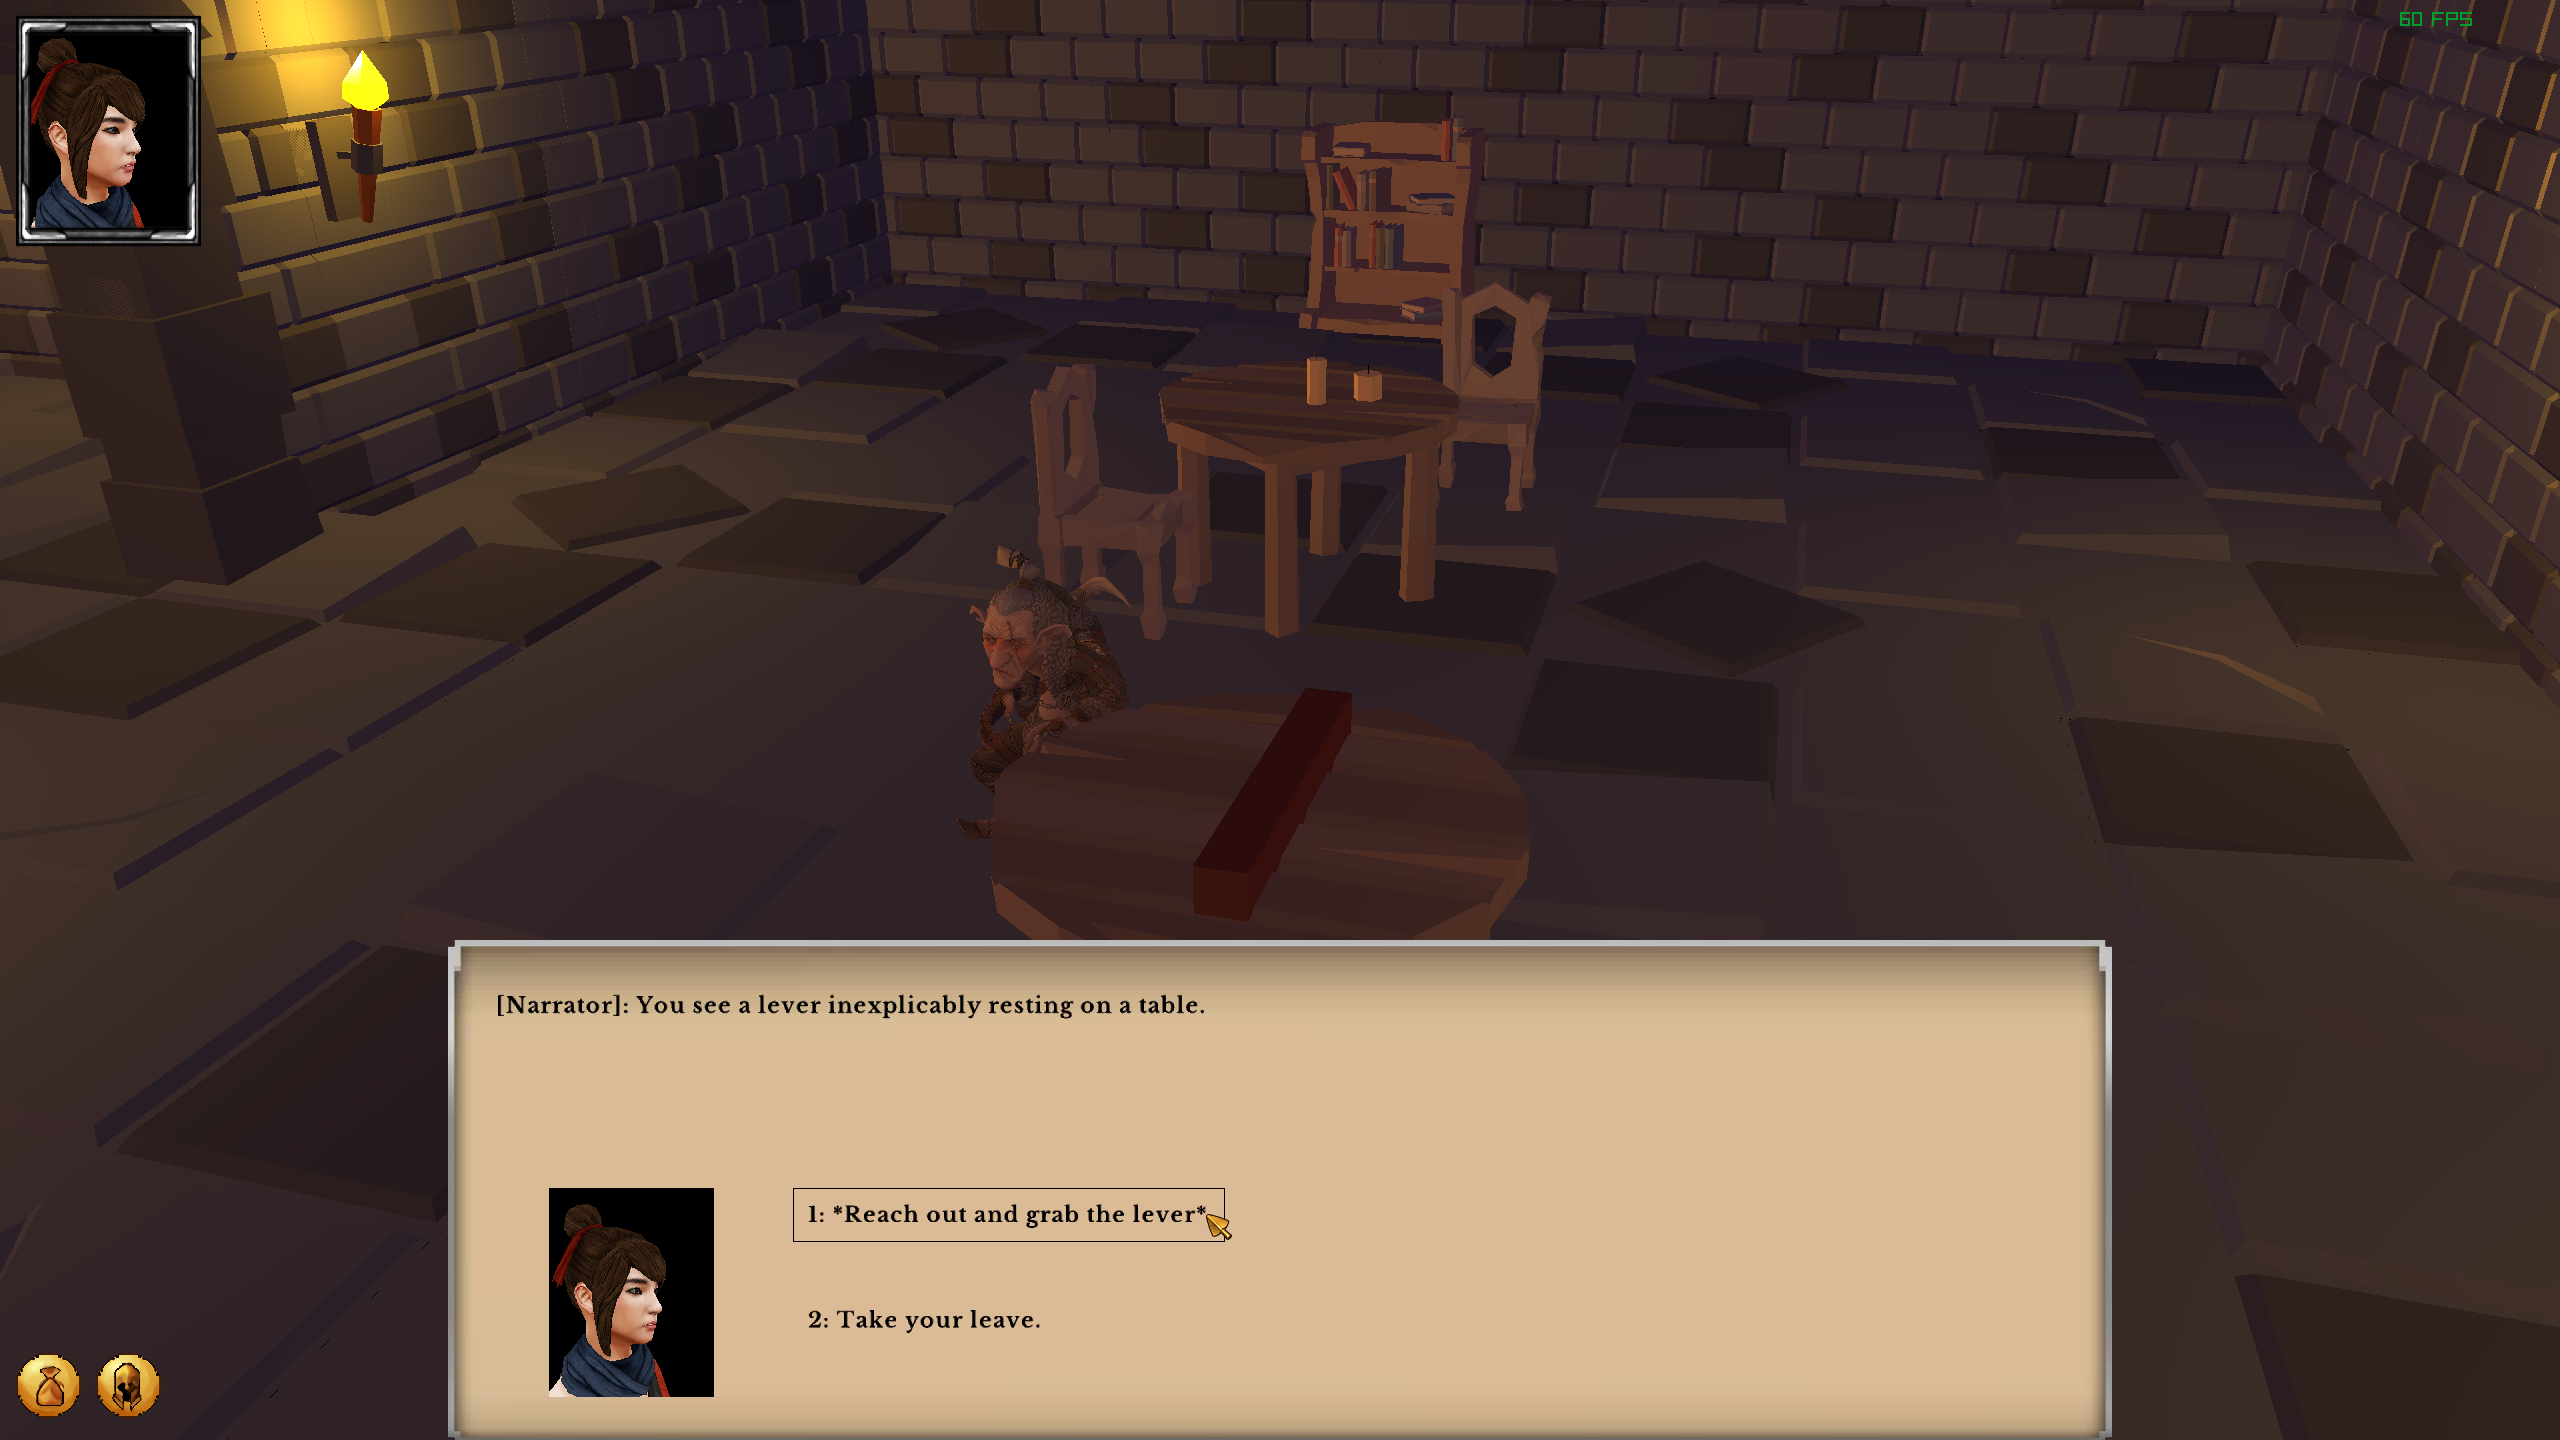 60 FPS
[Narrator]: You see a lever inexplicably resting on a table.
1: *Reach out and grab the lever*
2: Take your leave.